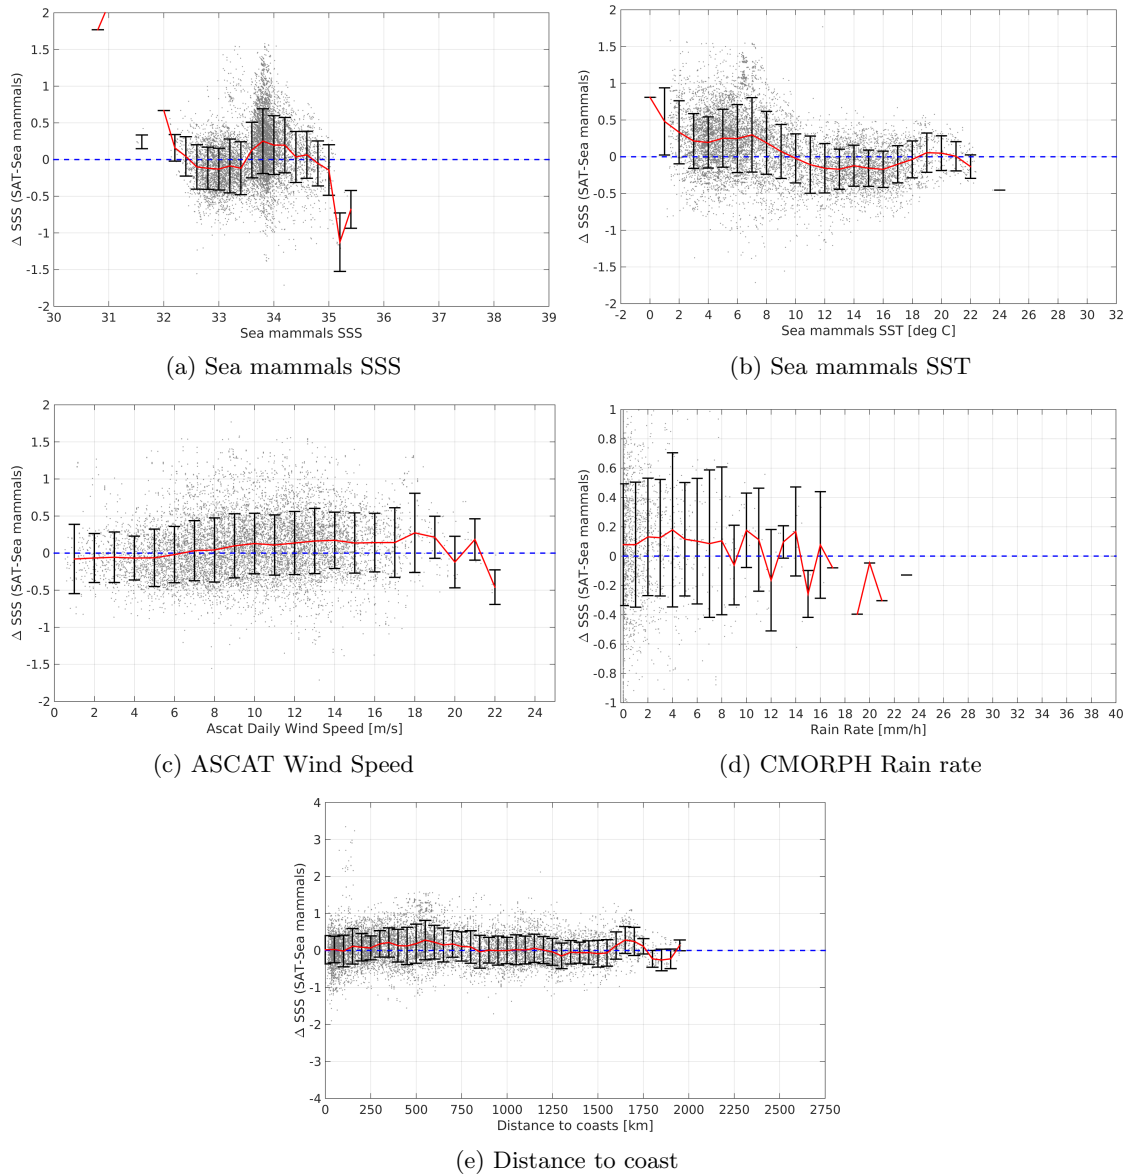 2
1.5
1
0.5
0
-0.5
-1
-1.5
-2
Δ SSS (SAT-Sea mammals)
30 31 32 33 34 35 36 37 38 39
Sea mammals SSS
(a) Sea mammals SSS
2
1.5
1
0.5
0
-0.5
-1
-1.5
-2
Δ SSS (SAT-Sea mammals)
-2 0 2 4 6 8 10 12 14 16 18 20 22 24 26 28 30 32
Sea mammals SST [deg C]
(b) Sea mammals SST
2
1.5
1
0.5
0
-0.5
-1
-1.5
-2
Δ SSS (SAT-Sea mammals)
0 2 4 6 8 10 12 14 16 18 20 22 24
Ascat Daily Wind Speed [m/s]
(c) ASCAT Wind Speed
1
0.8
0.6
0.4
0.2
0
-0.2
-0.4
-0.6
-0.8
-1
Δ SSS (SAT-Sea mammals)
0 2 4 6 8 10 12 14 16 18 20 22 24 26 28 30 32 34 36 38 40
Rain Rate [mm/h]
(d) CMORPH Rain rate
4
3
2
1
0
-1
-2
-3
-4
Δ SSS (SAT-Sea mammals)
0 250 500 750 1000 1250 1500 1750 2000 2250 2500 2750
Distance to coasts [km]
(e) Distance to coast